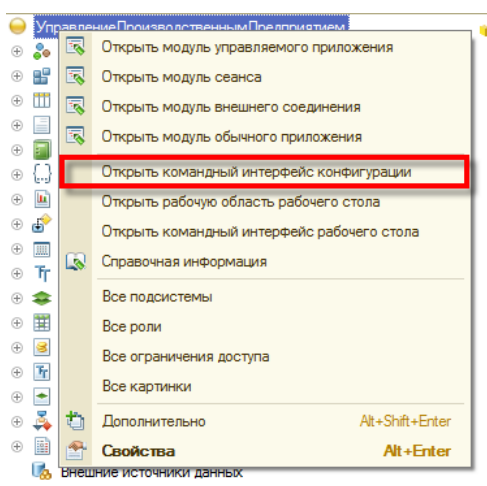 УправлениеПроизводственнымПредприятием
Открыть модуль управляемого приложения
Открыть модуль сеанса
Открыть модуль внешнего соединения
Открыть модуль обычного приложения
Открыть командный интерфейс конфигурации
Открыть рабочую область рабочего стола
Открыть командный интерфейс рабочего стола
Справочная информация
Все подсистемы
Все роли
Все ограничения доступа
Все картинки
Дополнительно Alt+Shift+Enter
Свойства Alt+Enter
Внешние источники данных